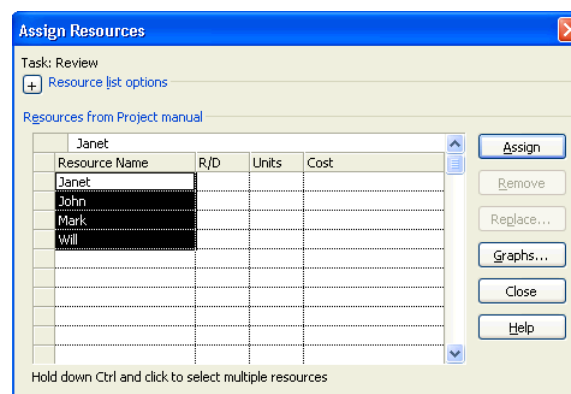 Assign Resources
Task: Review
+ Resource list options
Resources from Project manual
Janet
Resource Name R/D Units Cost
Janet
John
Mark
Will
Assign
Remove
Replace...
Graphs...
Close
Help
Hold down Ctrl and click to select multiple resources